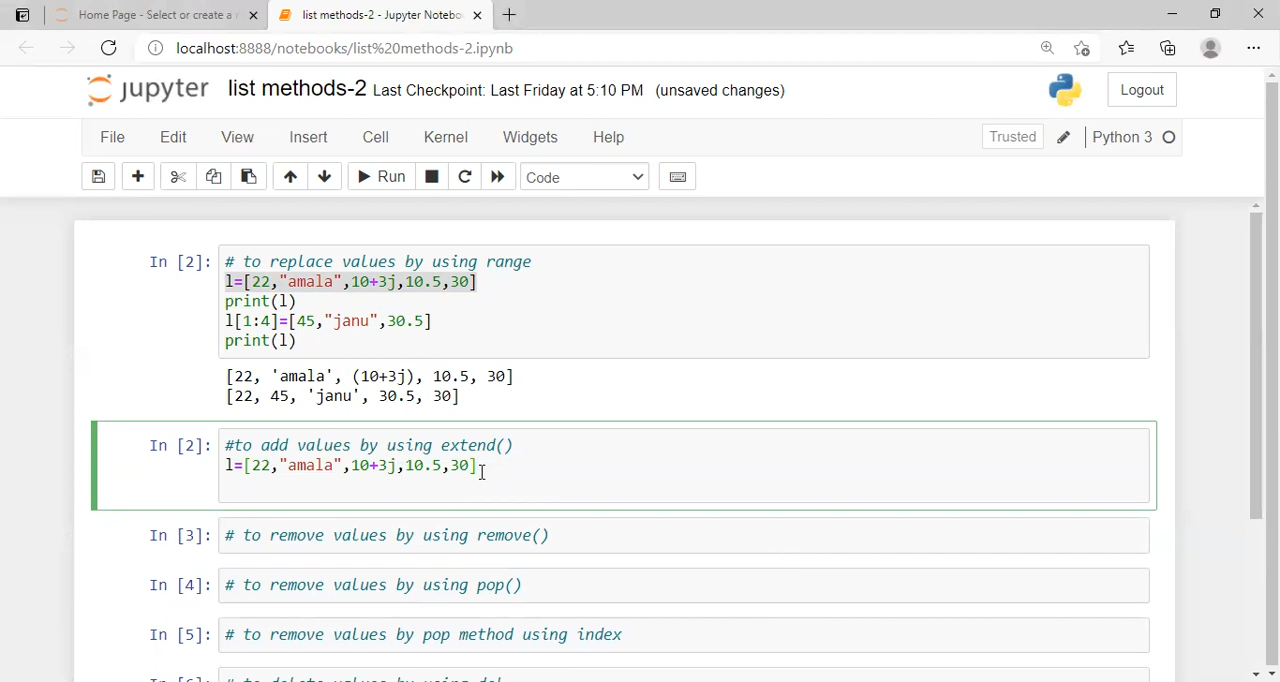 Home Page - Select or create a n
list methods-2 - Jupyter Notebo
localhost:8888/notebooks/list%20methods-2.ipynb
jupyter list methods-2 Last Checkpoint: Last Friday at 5:10 PM (unsaved changes)
Logout
File Edit View Insert Cell Kernel Widgets Help
Trusted
Python 3
Run
Code
In [2]: # to replace values by using range
l=[22,"amala",10+3j,10.5,30]
print(l)
l[1:4]=[45,"janu",30.5]
print(l)
[22, 'amala', (10+3j), 10.5, 30]
[22, 45, 'janu', 30.5, 30]
In [2]: #to add values by using extend()
l=[22,"amala",10+3j,10.5,30]
In [3]: # to remove values by using remove()
In [4]: # to remove values by using pop()
In [5]: # to remove values by pop method using index